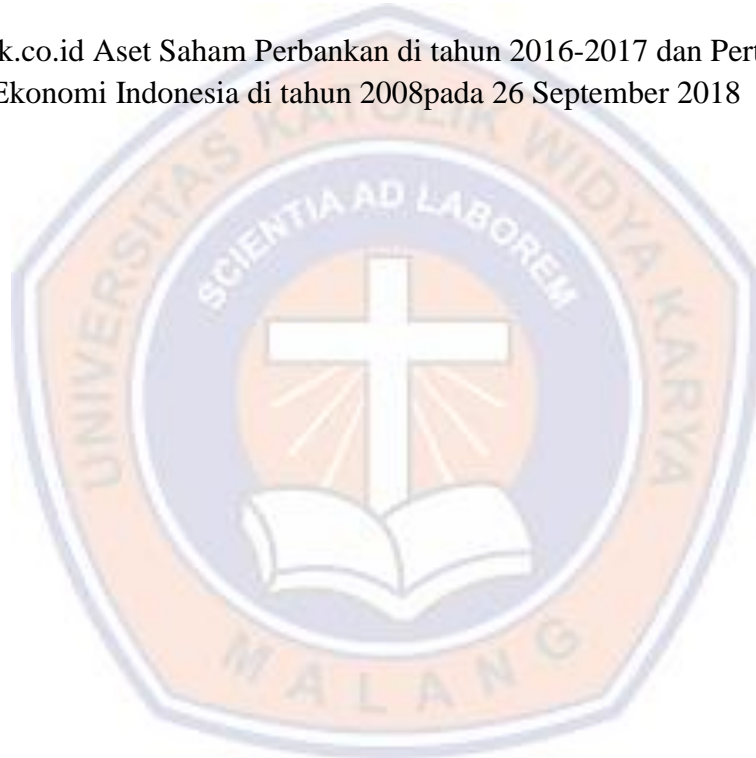 k.co.id Aset Saham Perbankan di tahun 2016-2017 dan Pert
Ekonomi Indonesia di tahun 2008pada 26 September 2018
UNIVERSITAS KATOLIK WIDYA KARYA
SCIENTIA AD LABOREM
MALANG